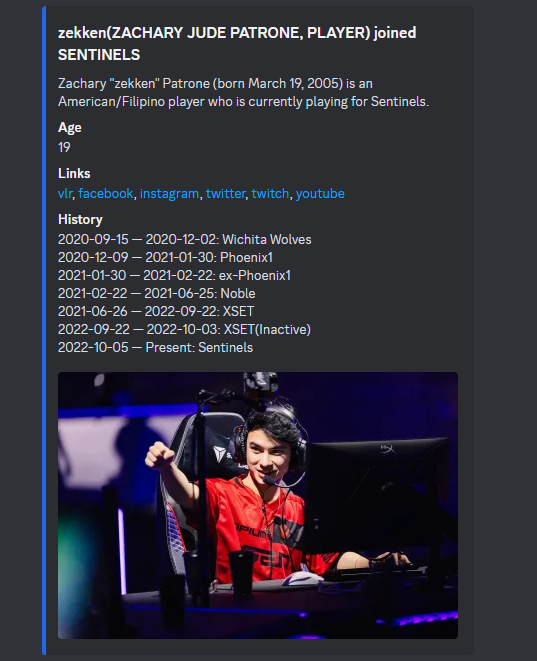 zekken(ZACHARY JUDE PATRONE, PLAYER) joined
SENTINELS
Zachary "zekken" Patrone (born March 19, 2005) is an
American/Filipino player who is currently playing for Sentinels.
Age
19
Links
vlr, facebook, instagram, twitter, twitch, youtube
History
2020-09-15 — 2020-12-02: Wichita Wolves
2020-12-09 — 2021-01-30: Phoenix1
2021-01-30 — 2021-02-22: ex-Phoenix1
2021-02-22 — 2021-06-25: Noble
2021-06-26 — 2022-09-22: XSET
2022-09-22 — 2022-10-03: XSET(Inactive)
2022-10-05 — Present: Sentinels